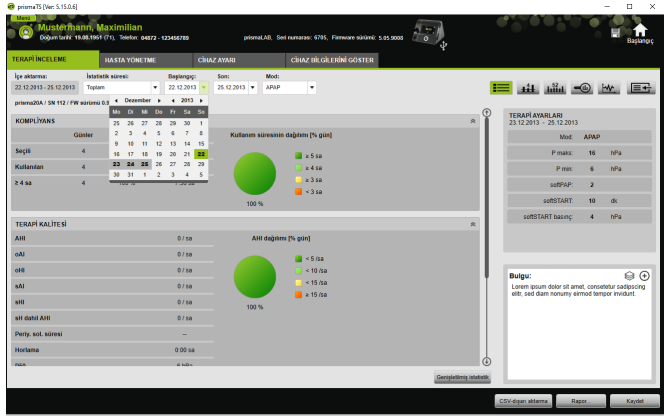 prismaTS [Ver: 5.15.0.6]
Menü
Mustermann, Maximilian
Doğum tarihi: 19.08.1951 (71), Telefon: 04872 - 123456789
prismaLAB, Seri numarası: 6705, Firmware sürümü: 5.05.9008
Başlangıç
TERAPİ İNCELEME
HASTA YÖNETME
CİHAZ AYARI
CİHAZ BİLGİLERİNİ GÖSTER
İçe aktarma:
İstatistik süresi:
Başlangıç:
Son:
Mod:
22.12.2013 - 25.12.2013
Toplam
22.12.2013
25.12.2013
APAP
prisma20A / SN 112 / FW sürümü 0.9
Dezember
2013
Mo Di Mi Do Fr Sa So
25 26 27 28 29 30 1
2 3 4 5 6 7 8
9 10 11 12 13 14 15
16 17 18 19 20 21 22
23 24 25 26 27 28 29
30 31 1 2 3 4 5
KOMPLİYANS
Günler
Seçili 4
Kullanılan 4
≥ 4 sa 4 100 %
Kullanım süresinin dağılımı [% gün]
≥ 5 sa
≥ 4 sa
≥ 3 sa
< 3 sa
100 %
TERAPİ KALİTESİ
AHI 0 / sa
oAI 0 / sa
oHI 0 / sa
sAI 0 / sa
sHI 0 / sa
sH dahil AHI 0 / sa
Periy. sol. süresi --
Horlama 0:00 sa
AHI dağılımı [% gün]
< 5 /sa
< 10 /sa
< 15 /sa
≥ 15 /sa
100 %
Genişletilmiş istatistik
TERAPİ AYARLARI
23.12.2013 - 25.12.2013
Mod: APAP
P maks: 16 hPa
P min: 6 hPa
softPAP: 2
softSTART: 10 dk
softSTART basınç: 4 hPa
Bulgu:
Lorem ipsum dolor sit amet, consetetur sadipscing
elitr, sed diam nonumy eirmod tempor invidunt.
CSV-dışarı aktarma
Rapor...
Kaydet